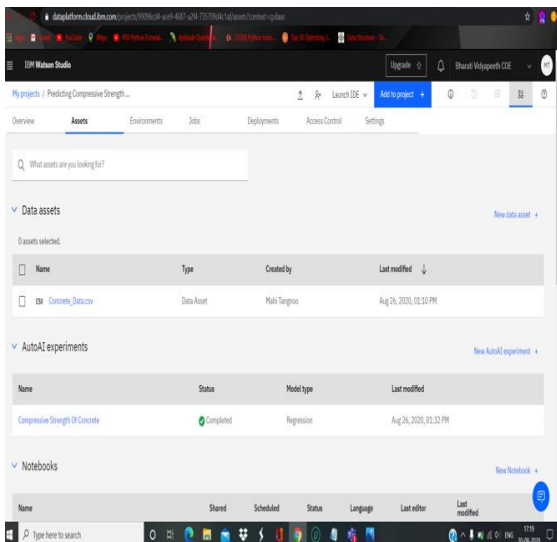 dataplatform.cloud.ibm.com
YouTube Maps
IBM Watson Studio Upgrade Bharati Vidyapeeth COE MT
My projects / Predicting Compressive Strength ... Launch IDE Add to project +
Overview Assets Environments Jobs Deployments Access Control Settings
What assets are you looking for?
Data assets
New data asset +
0 assets selected.
Name Type Created by Last modified
Concrete_Data.csv Data Asset Mahi Tangnoo Aug 26, 2020, 01:10 PM
AutoAI experiments
New AutoAI experiment +
Name Status Model type Last modified
Compressive Strength Of Concrete Completed Regression Aug 26, 2020, 01:32 PM
Notebooks
New Notebook +
Name Shared Scheduled Status Language Last editor Last modified
Type here to search ENG 17:19